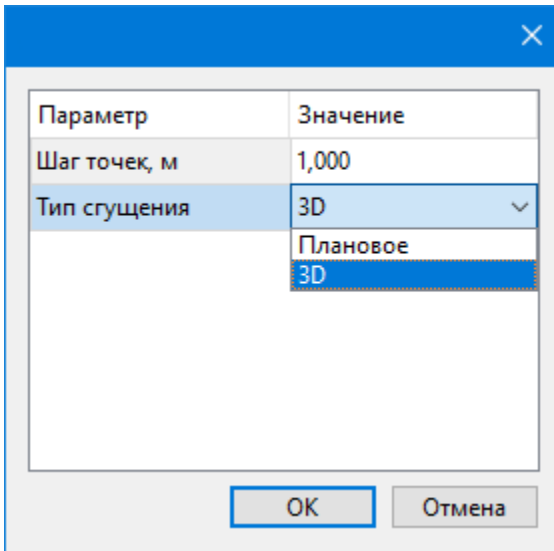 Параметр Значение
Шаг точек, м 1,000
Тип сгущения 3D
Плановое
3D
OK Отмена